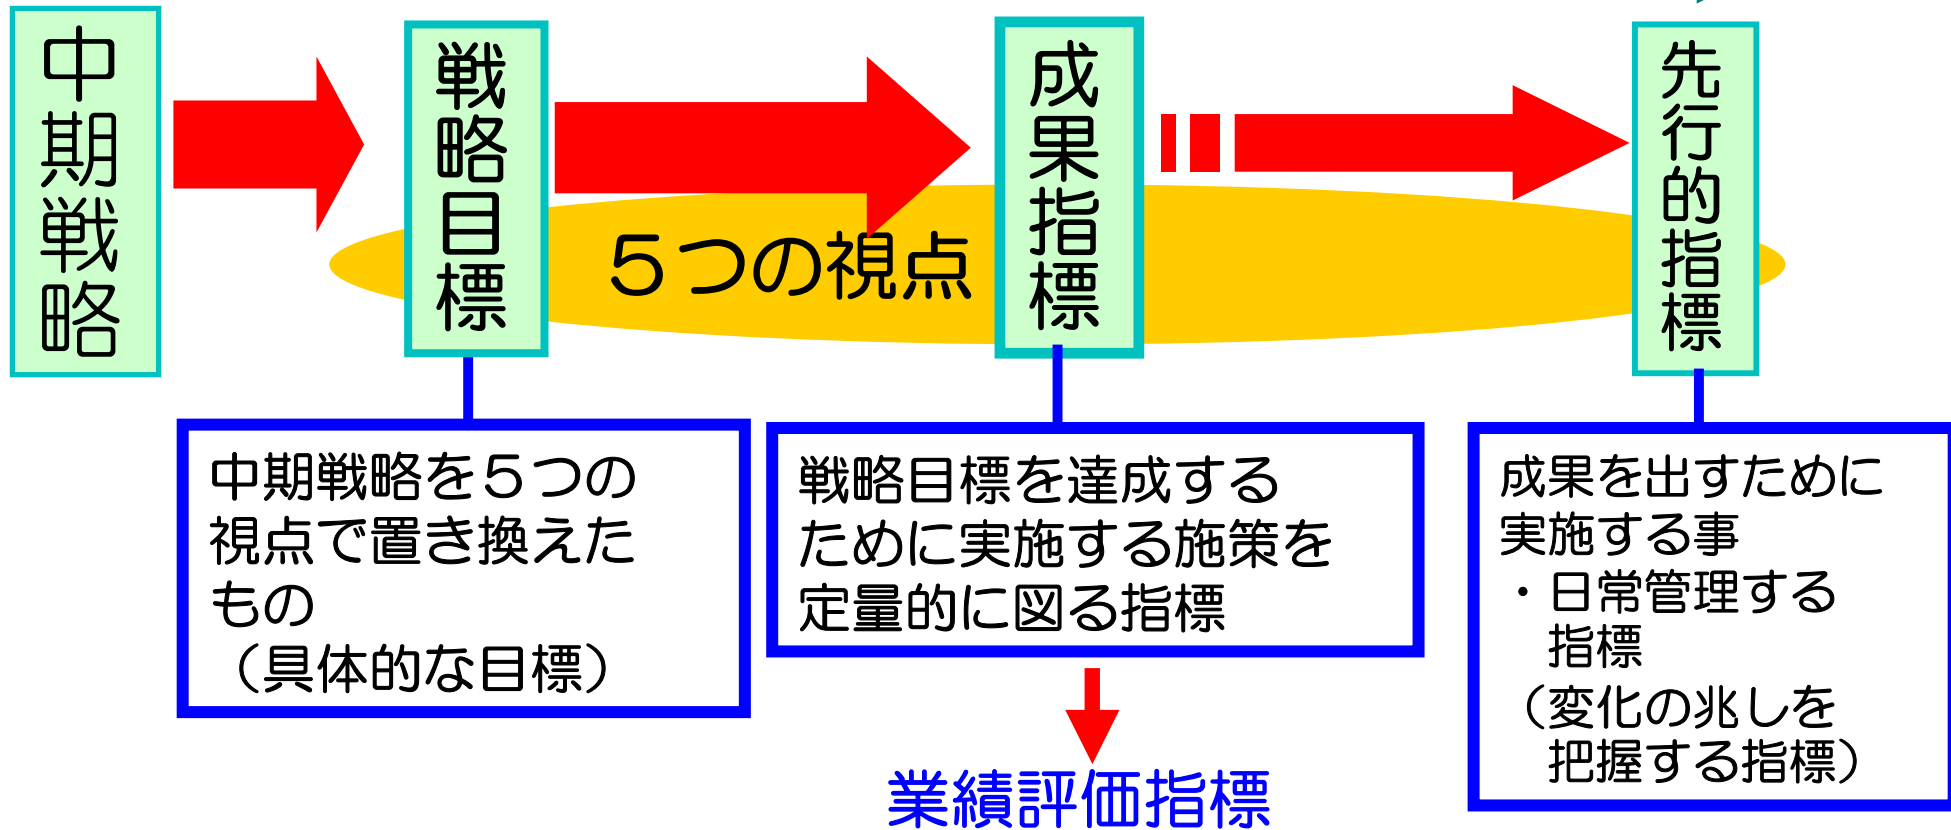 中期戦略
戦略目標
成果指標
先行的指標
５つの視点
中期戦略を５つの
視点で置き換えた
もの
（具体的な目標）
戦略目標を達成する
ために実施する施策を
定量的に図る指標
成果を出すために
実施する事
・日常管理する
指標
（変化の兆しを
把握する指標）
業績評価指標